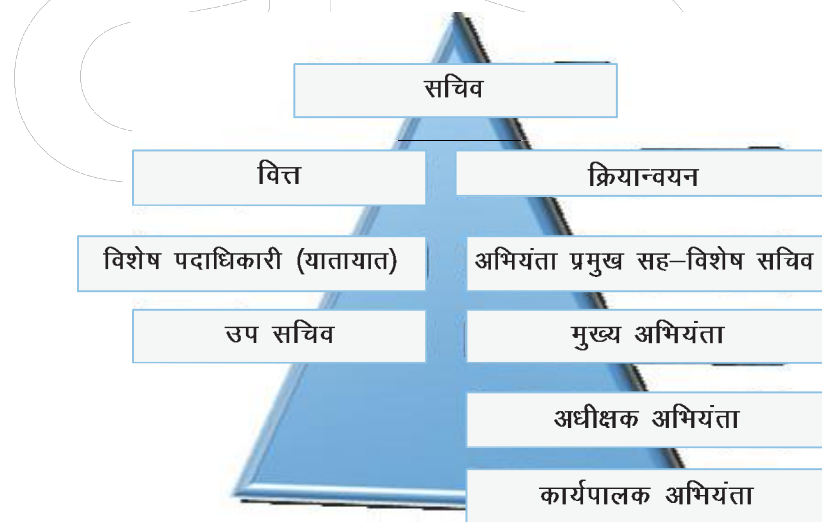 सचिव
वित्त
क्रियान्वयन
विशेष पदाधिकारी (यातायात)
अभियंता प्रमुख सह–विशेष सचिव
उप सचिव
मुख्य अभियंता
अधीक्षक अभियंता
कार्यपालक अभियंता